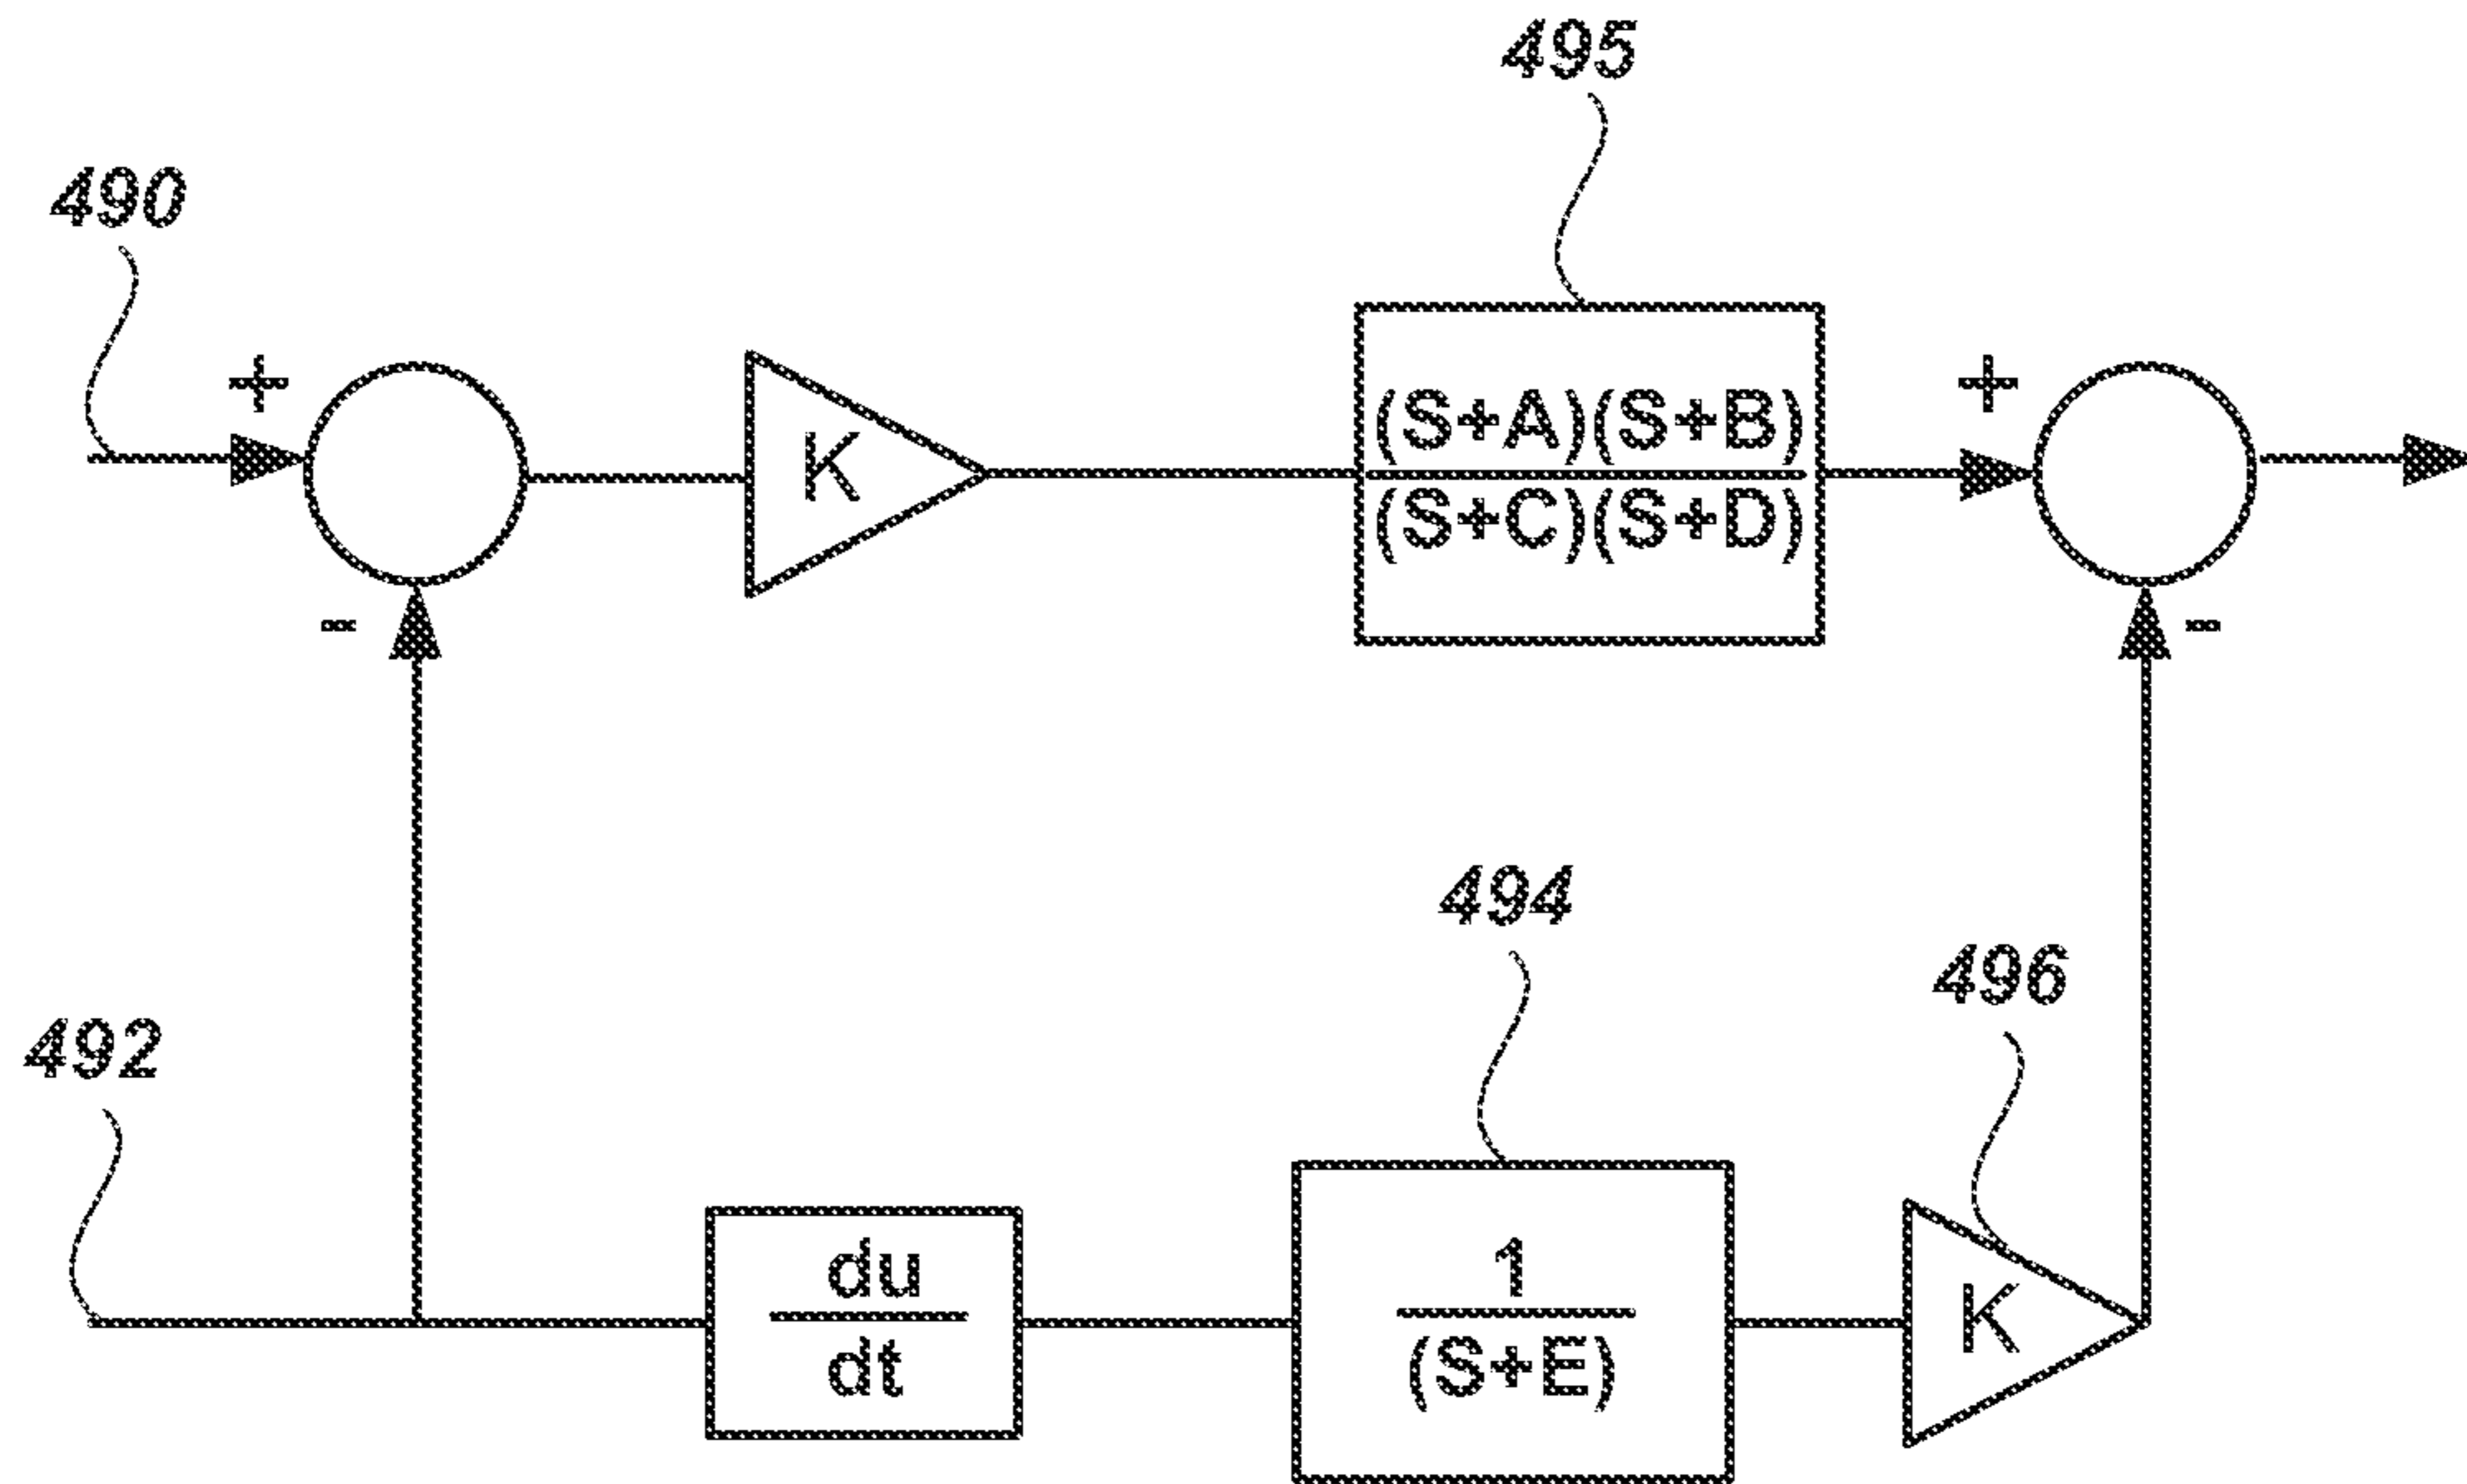 495
490
+
K
(S+A)(S+B)
(S+C)(S+D)
+
-
-
494
496
492
du
dt
1
(S+E)
K